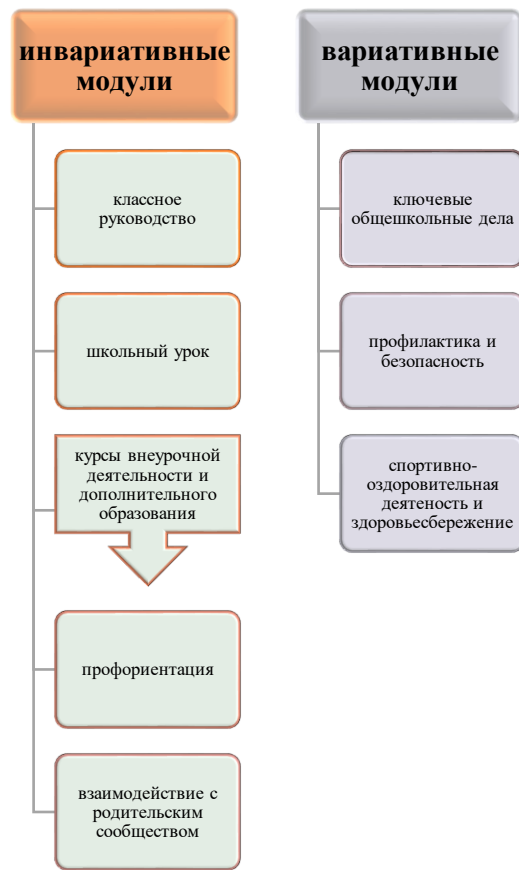 инвариативные
модули
классное
руководство
школьный урок
курсы внеурочной
деятельности и
дополнительного
образования
профориентация
взаимодействие с
родительским
сообществом
вариативные
модули
ключевые
общешкольные дела
профилактика и
безопасность
спортивно-
оздоровительная
деятеность и
здоровьесбережение